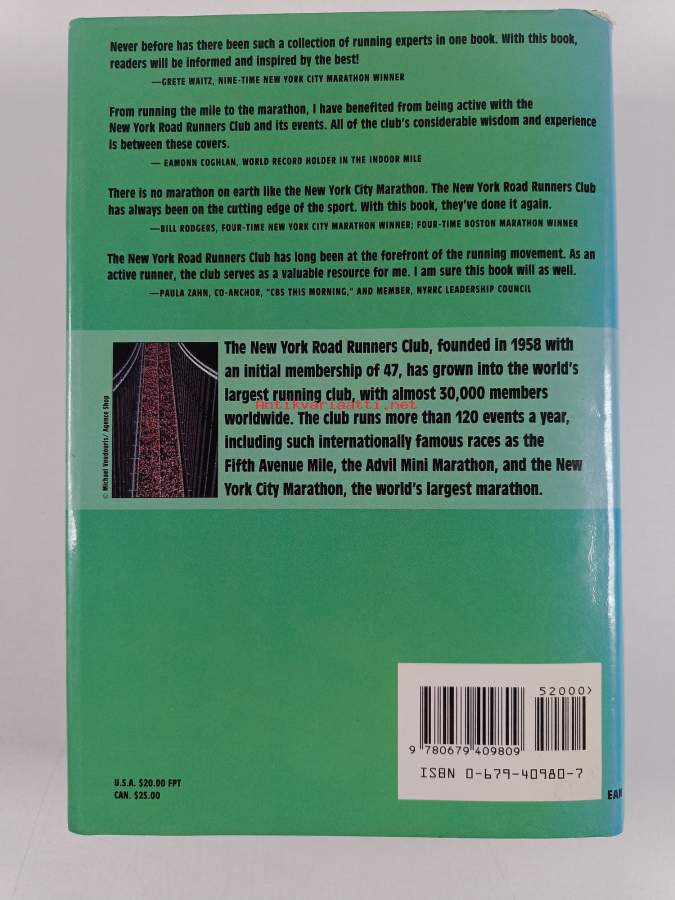 Never before has there been such a collection of running experts in one book. With this book,
readers will be informed and inspired by the best!
—GRETE WAITZ, NINE-TIME NEW YORK CITY MARATHON WINNER
From running the mile to the marathon, I have benefited from being active with the
New York Road Runners Club and its events. All of the club's considerable wisdom and experience
is between these covers.
— EAMONN COGHLAN, WORLD RECORD HOLDER IN THE INDOOR MILE
There is no marathon on earth like the New York City Marathon. The New York Road Runners Club
has always been on the cutting edge of the sport. With this book, they've done it again.
—BILL RODGERS, FOUR-TIME NEW YORK CITY MARATHON WINNER; FOUR-TIME BOSTON MARATHON WINNER
The New York Road Runners Club has long been at the forefront of the running movement. As an
active runner, the club serves as a valuable resource for me. I am sure this book will as well.
—PAULA ZAHN, CO-ANCHOR, "CBS THIS MORNING," AND MEMBER, NYRRC LEADERSHIP COUNCIL
© Michael Voudouris/ Agence Shop
The New York Road Runners Club, founded in 1958 with
an initial membership of 47, has grown into the world's
largest running club, with almost 30,000 members
Antikvariaatti.net
worldwide. The club runs more than 120 events a year,
including such internationally famous races as the
Fifth Avenue Mile, the Advil Mini Marathon, and the New
York City Marathon, the world's largest marathon.
52000>
9 780679 409809
ISBN 0-679-40980-7
U.S.A. $20.00 FPT
CAN. $25.00